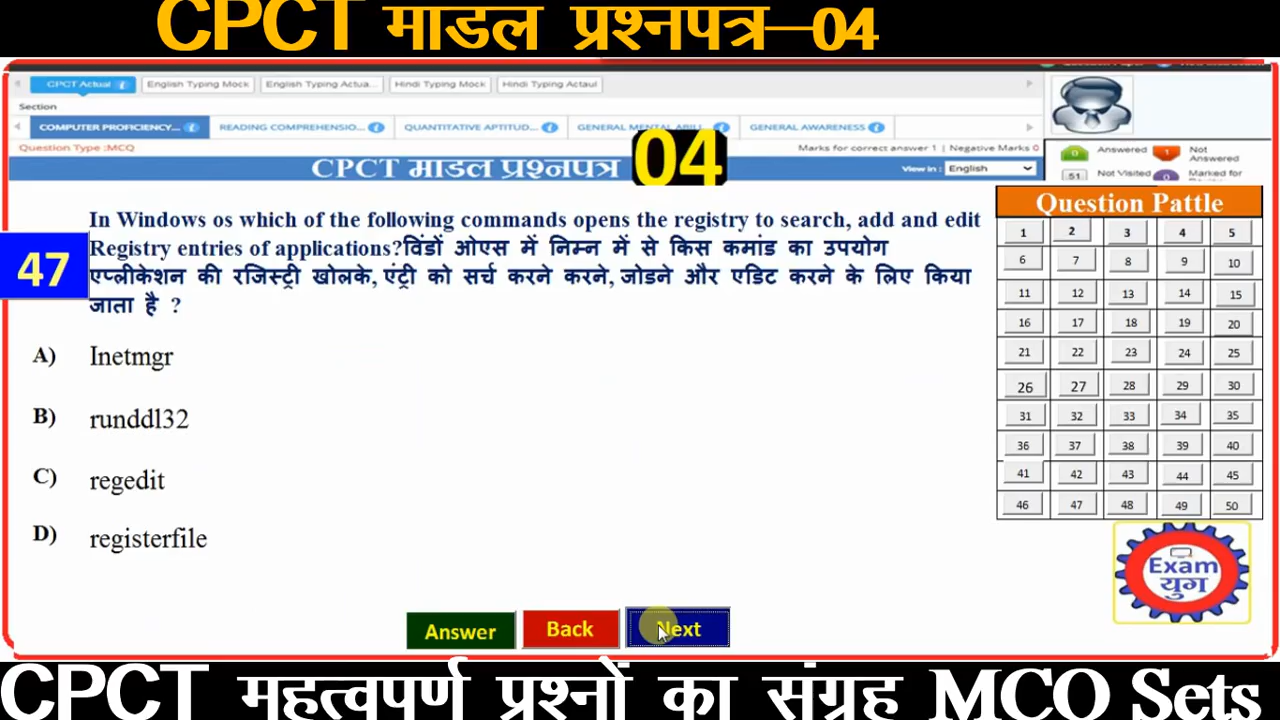 CPCT माडल प्रश्नपत्र–04
CPCT Actual
English Typing Mock
English Typing Actua...
Hindi Typing Mock
Hindi Typing Actaul
Section
COMPUTER PROFICIENCY...
READING COMPREHENSIO...
QUANTITATIVE APTITUD...
GENERAL MENTAL ABILI...
GENERAL AWARENESS
Question Type :MCQ
Marks for correct answer 1 | Negative Marks 0
CPCT माडल प्रश्नपत्र 04
View in : English
0 Answered
1 Not Answered
51 Not Visited
0 Marked for
Question Pattle
1 2 3 4 5
6 7 8 9 10
11 12 13 14 15
16 17 18 19 20
21 22 23 24 25
26 27 28 29 30
31 32 33 34 35
36 37 38 39 40
41 42 43 44 45
46 47 48 49 50
47
In Windows os which of the following commands opens the registry to search, add and edit
Registry entries of applications?विंडों ओएस में निम्न में से किस कमांड का उपयोग
एप्लीकेशन की रजिस्ट्री खोलके, एंट्री को सर्च करने करने, जोडने और एडिट करने के लिए किया
जाता है ?
A) Inetmgr
B) runddl32
C) regedit
D) registerfile
Exam
युग
Answer
Back
Next
CPCT महत्वपर्ण प्रश्नों का संग्रह MCQ Sets